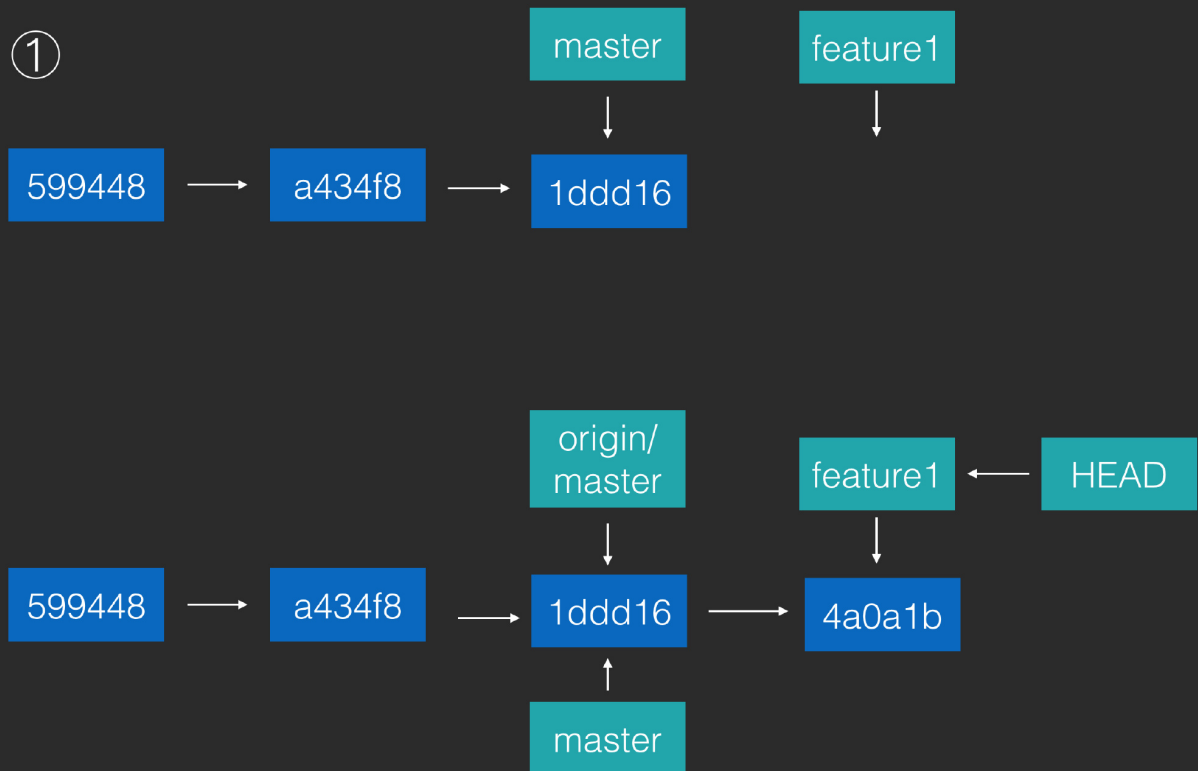 ①
master
feature1
599448
a434f8
1ddd16
origin/
master
feature1
HEAD
599448
a434f8
1ddd16
4a0a1b
master